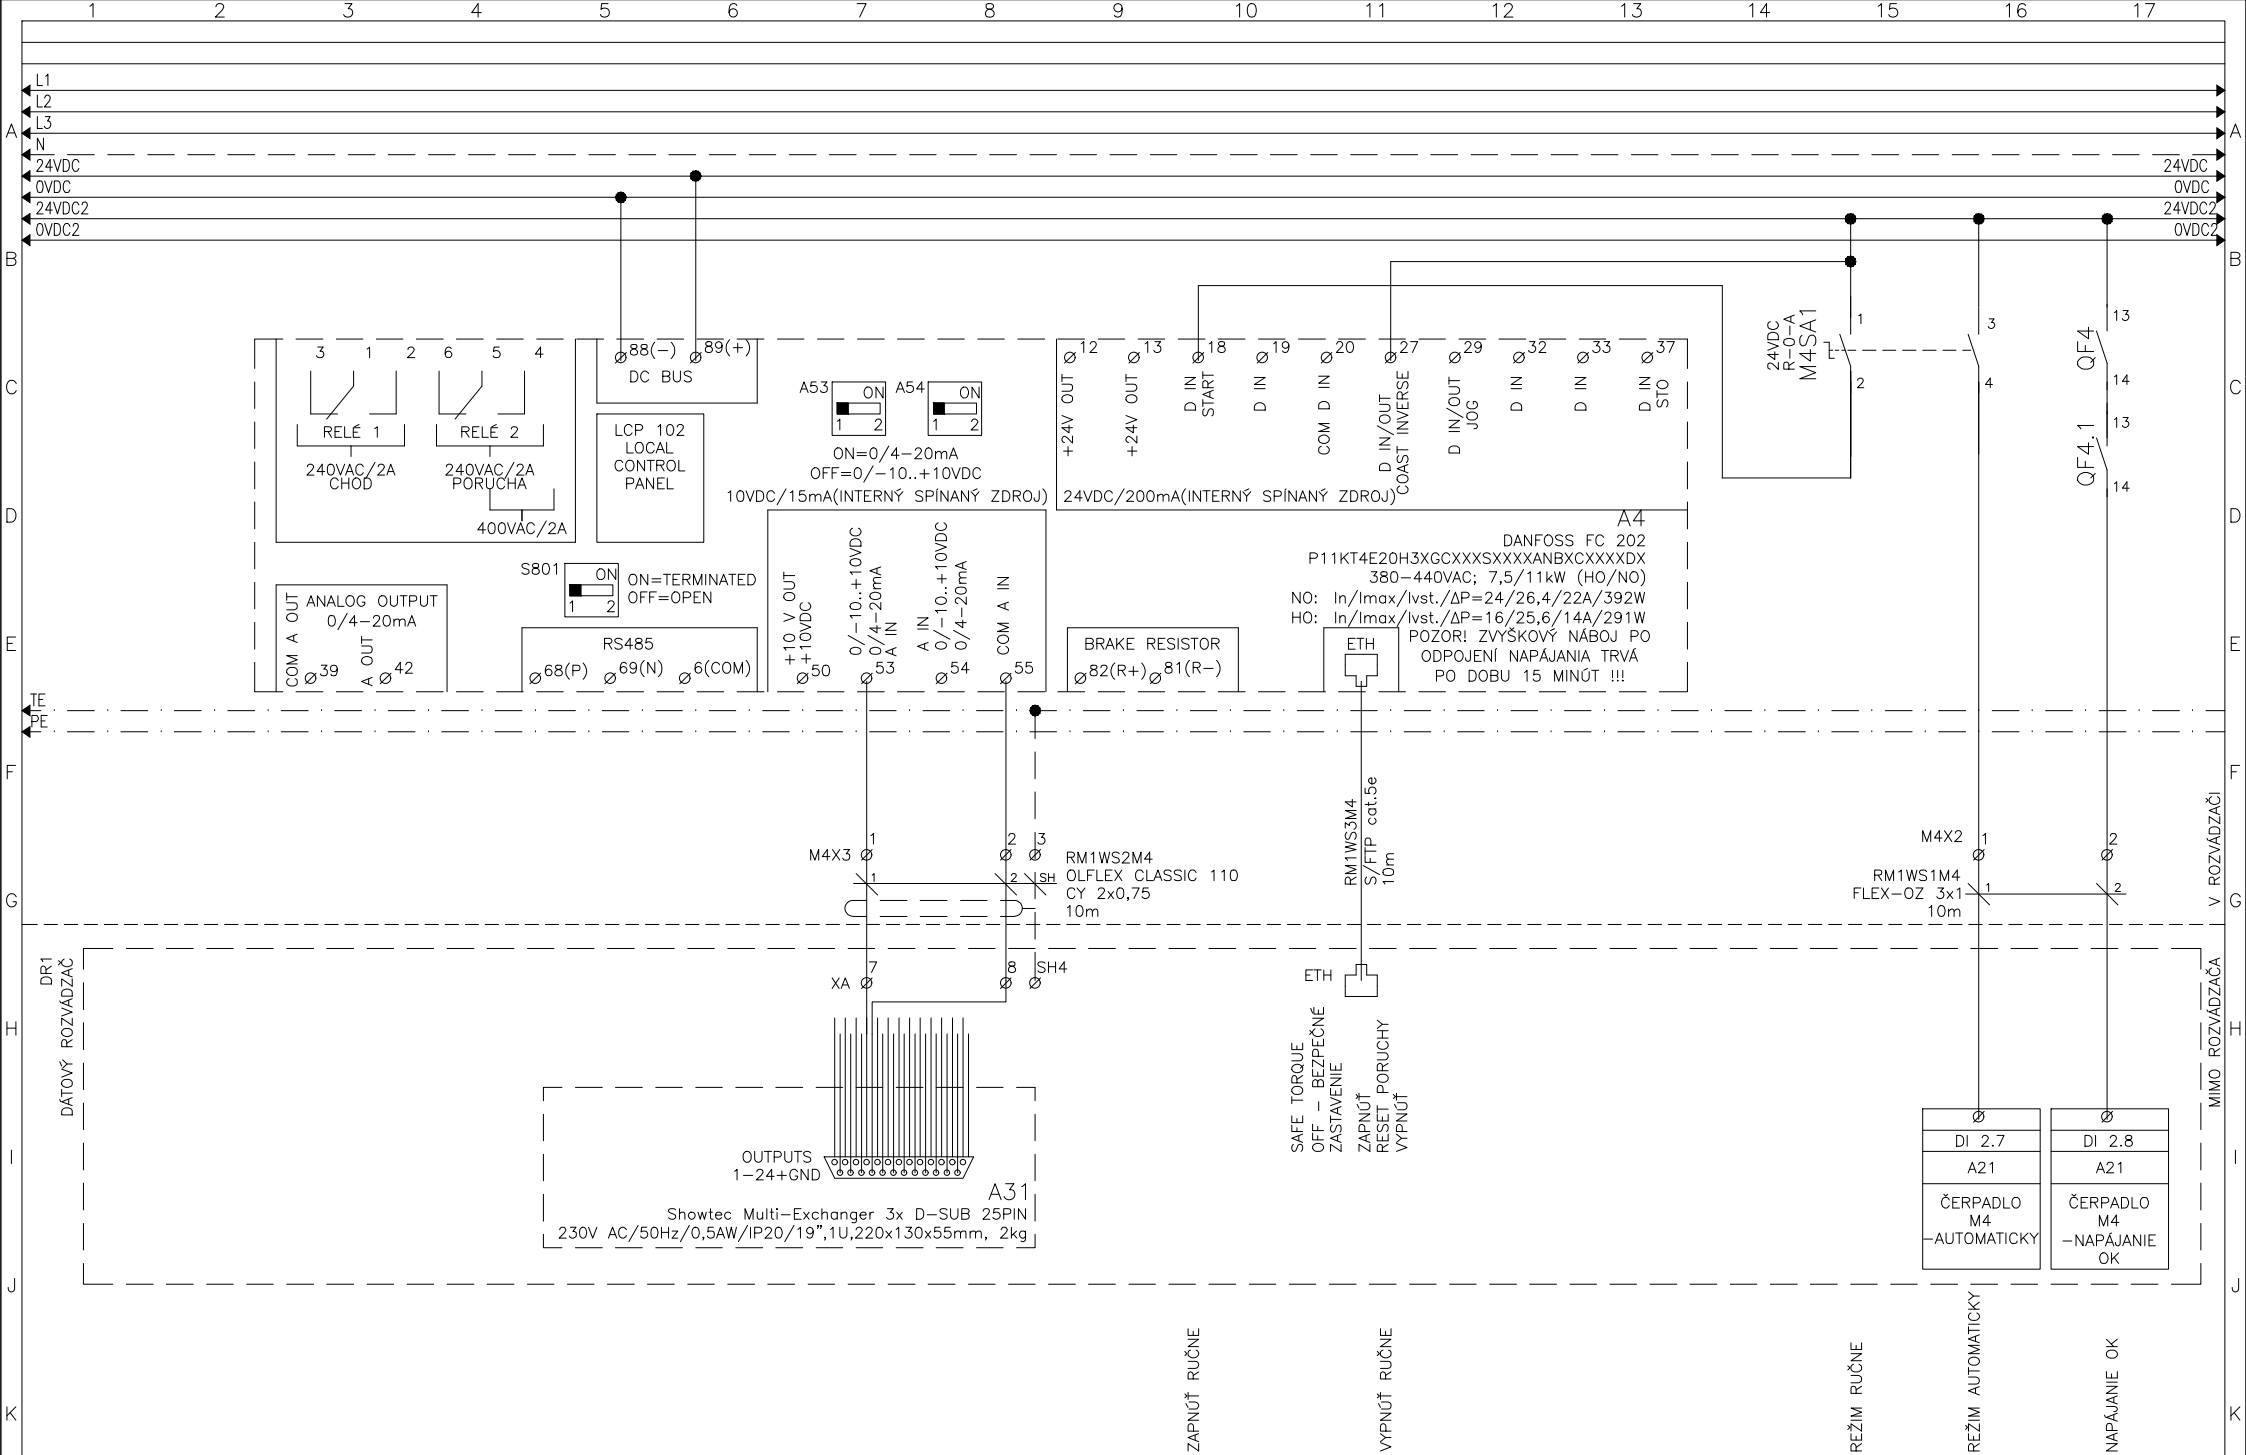 1 2 3 4 5 6 7 8 9 10 11 12 13 14 15 16 17
L1
L2
A L3 A
N
24VDC 24VDC
0VDC 0VDC
24VDC2 24VDC2
0VDC2 0VDC2
B B
C C
D D
E E
F F
G G
H H
I I
J J
K K
3 1 2
RELÉ 1
240VAC/2A
CHOD
6 5 4
RELÉ 2
240VAC/2A
PORUCHA
400VAC/2A
88(-) 89(+)
DC BUS
LCP 102
LOCAL
CONTROL
PANEL
A53 ON
1 2
A54 ON
1 2
ON=0/4-20mA
OFF=0/-10..+10VDC
10VDC/15mA(INTERNÝ SPÍNANÝ ZDROJ)
12 13 18 19 20 27 29 32 33 37
+24V OUT
+24V OUT
D IN
START
D IN
COM D IN
D IN/OUT
COAST INVERSE
D IN/OUT
JOG
D IN
D IN
D IN
STO
24VDC/200mA(INTERNÝ SPÍNANÝ ZDROJ)
24VDC
R-0-A
M4SA1
1
2
3
4
QF4
13
14
QF4.1
13
14
A4
DANFOSS FC 202
P11KT4E20H3XGCXXXSXXXXANBXCXXXXDX
380-440VAC; 7,5/11kW (HO/NO)
NO: In/Imax/Ivst./ΔP=24/26,4/22A/392W
HO: In/Imax/Ivst./ΔP=16/25,6/14A/291W
POZOR! ZVYŠKOVÝ NÁBOJ PO
ODPOJENÍ NAPÁJANIA TRVÁ
PO DOBU 15 MINÚT !!!
S801 ON
1 2
ON=TERMINATED
OFF=OPEN
ANALOG OUTPUT
0/4-20mA
COM A OUT
39
A OUT
42
RS485
68(P) 69(N) 6(COM)
+10 V OUT
+10VDC
50
0/-10..+10VDC
0/4-20mA
A IN
53
A IN
0/-10..+10VDC
0/4-20mA
54
COM A IN
55
BRAKE RESISTOR
82(R+) 81(R-)
ETH
TE
PE
M4X3 1 2 3
1 2 SH
RM1WS2M4
OLFLEX CLASSIC 110
CY 2x0,75
10m
RM1WS3M4
S/FTP cat.5e
10m
M4X2 1 2
RM1WS1M4
FLEX-OZ 3x1
10m
1 2
V ROZVÁDZAČI
MIMO ROZVÁDZAČA
DR1
DÁTOVÝ ROZVÁDZAČ
XA 7 8 SH4
ETH
SAFE TORQUE
OFF - BEZPEČNÉ
ZASTAVENIE
ZAPNÚŤ
RESET PORUCHY
VYPNÚŤ
OUTPUTS
1-24+GND
A31
Showtec Multi-Exchanger 3x D-SUB 25PIN
230V AC/50Hz/0,5AW/IP20/19",1U,220x130x55mm, 2kg
DI 2.7
A21
ČERPADLO
M4
-AUTOMATICKY
DI 2.8
A21
ČERPADLO
M4
-NAPÁJANIE
OK
ZAPNÚŤ RUČNE
VYPNÚŤ RUČNE
REŽIM RUČNE
REŽIM AUTOMATICKY
NAPÁJANIE OK